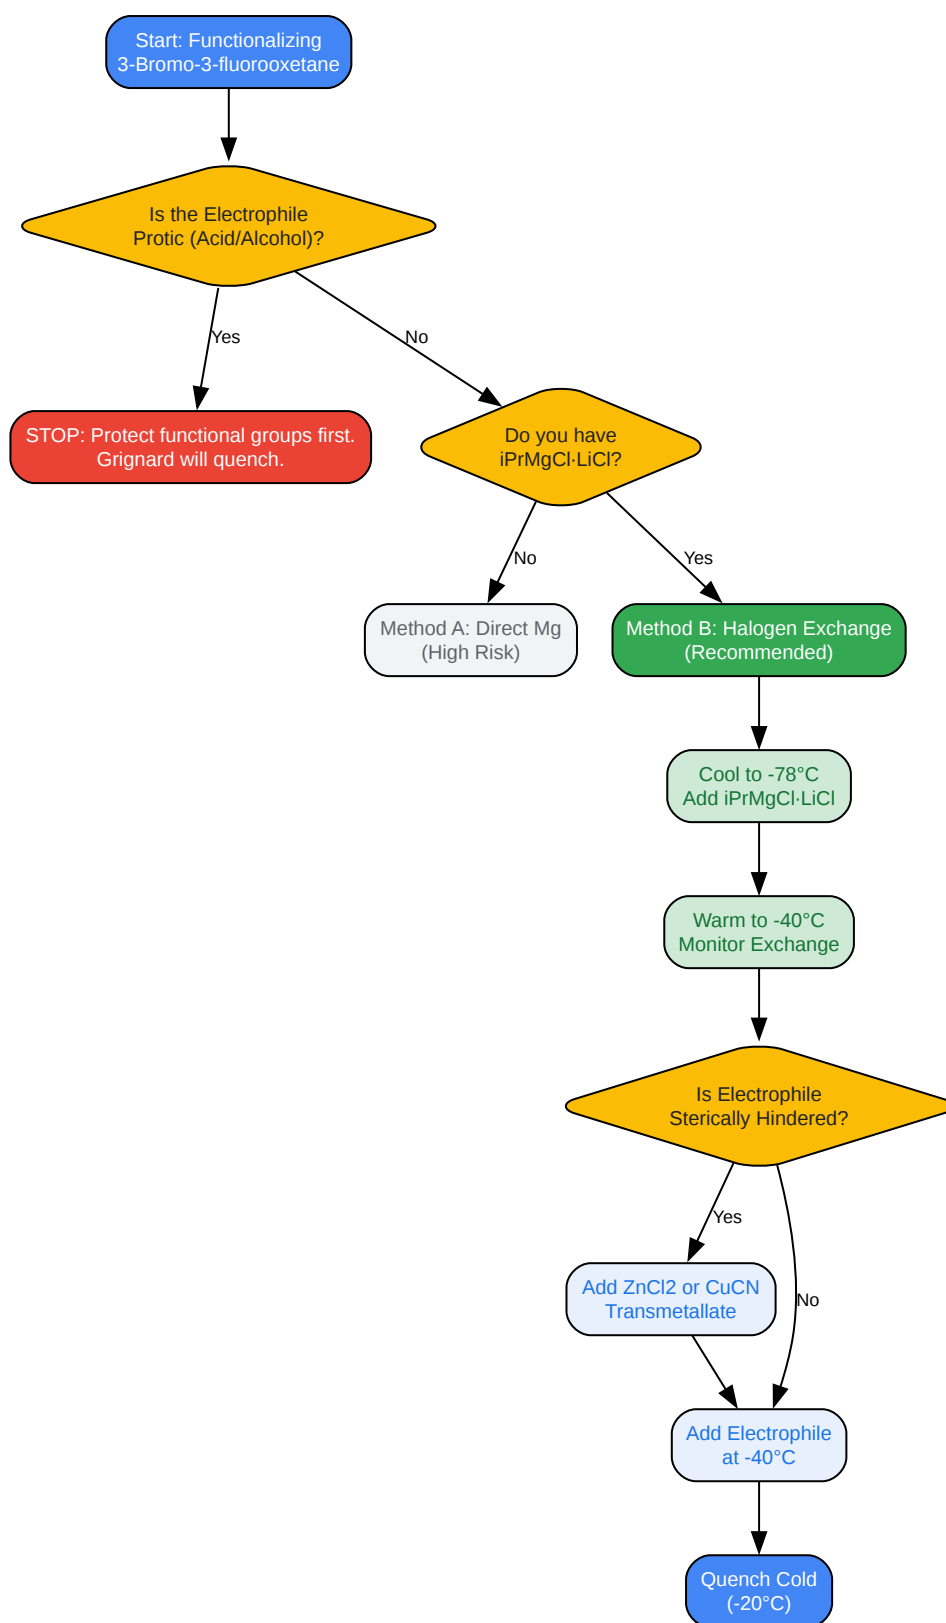 Start: Functionalizing
3-Bromo-3-fluorooxetane
Is the Electrophile
Protic (Acid/Alcohol)?
Yes
No
STOP: Protect functional groups first.
Grignard will quench.
Do you have
iPrMgCl·LiCl?
No
Yes
Method A: Direct Mg
(High Risk)
Method B: Halogen Exchange
(Recommended)
Cool to -78°C
Add iPrMgCl·LiCl
Warm to -40°C
Monitor Exchange
Is Electrophile
Sterically Hindered?
Yes
No
Add ZnCl2 or CuCN
Transmetallate
Add Electrophile
at -40°C
Quench Cold
(-20°C)